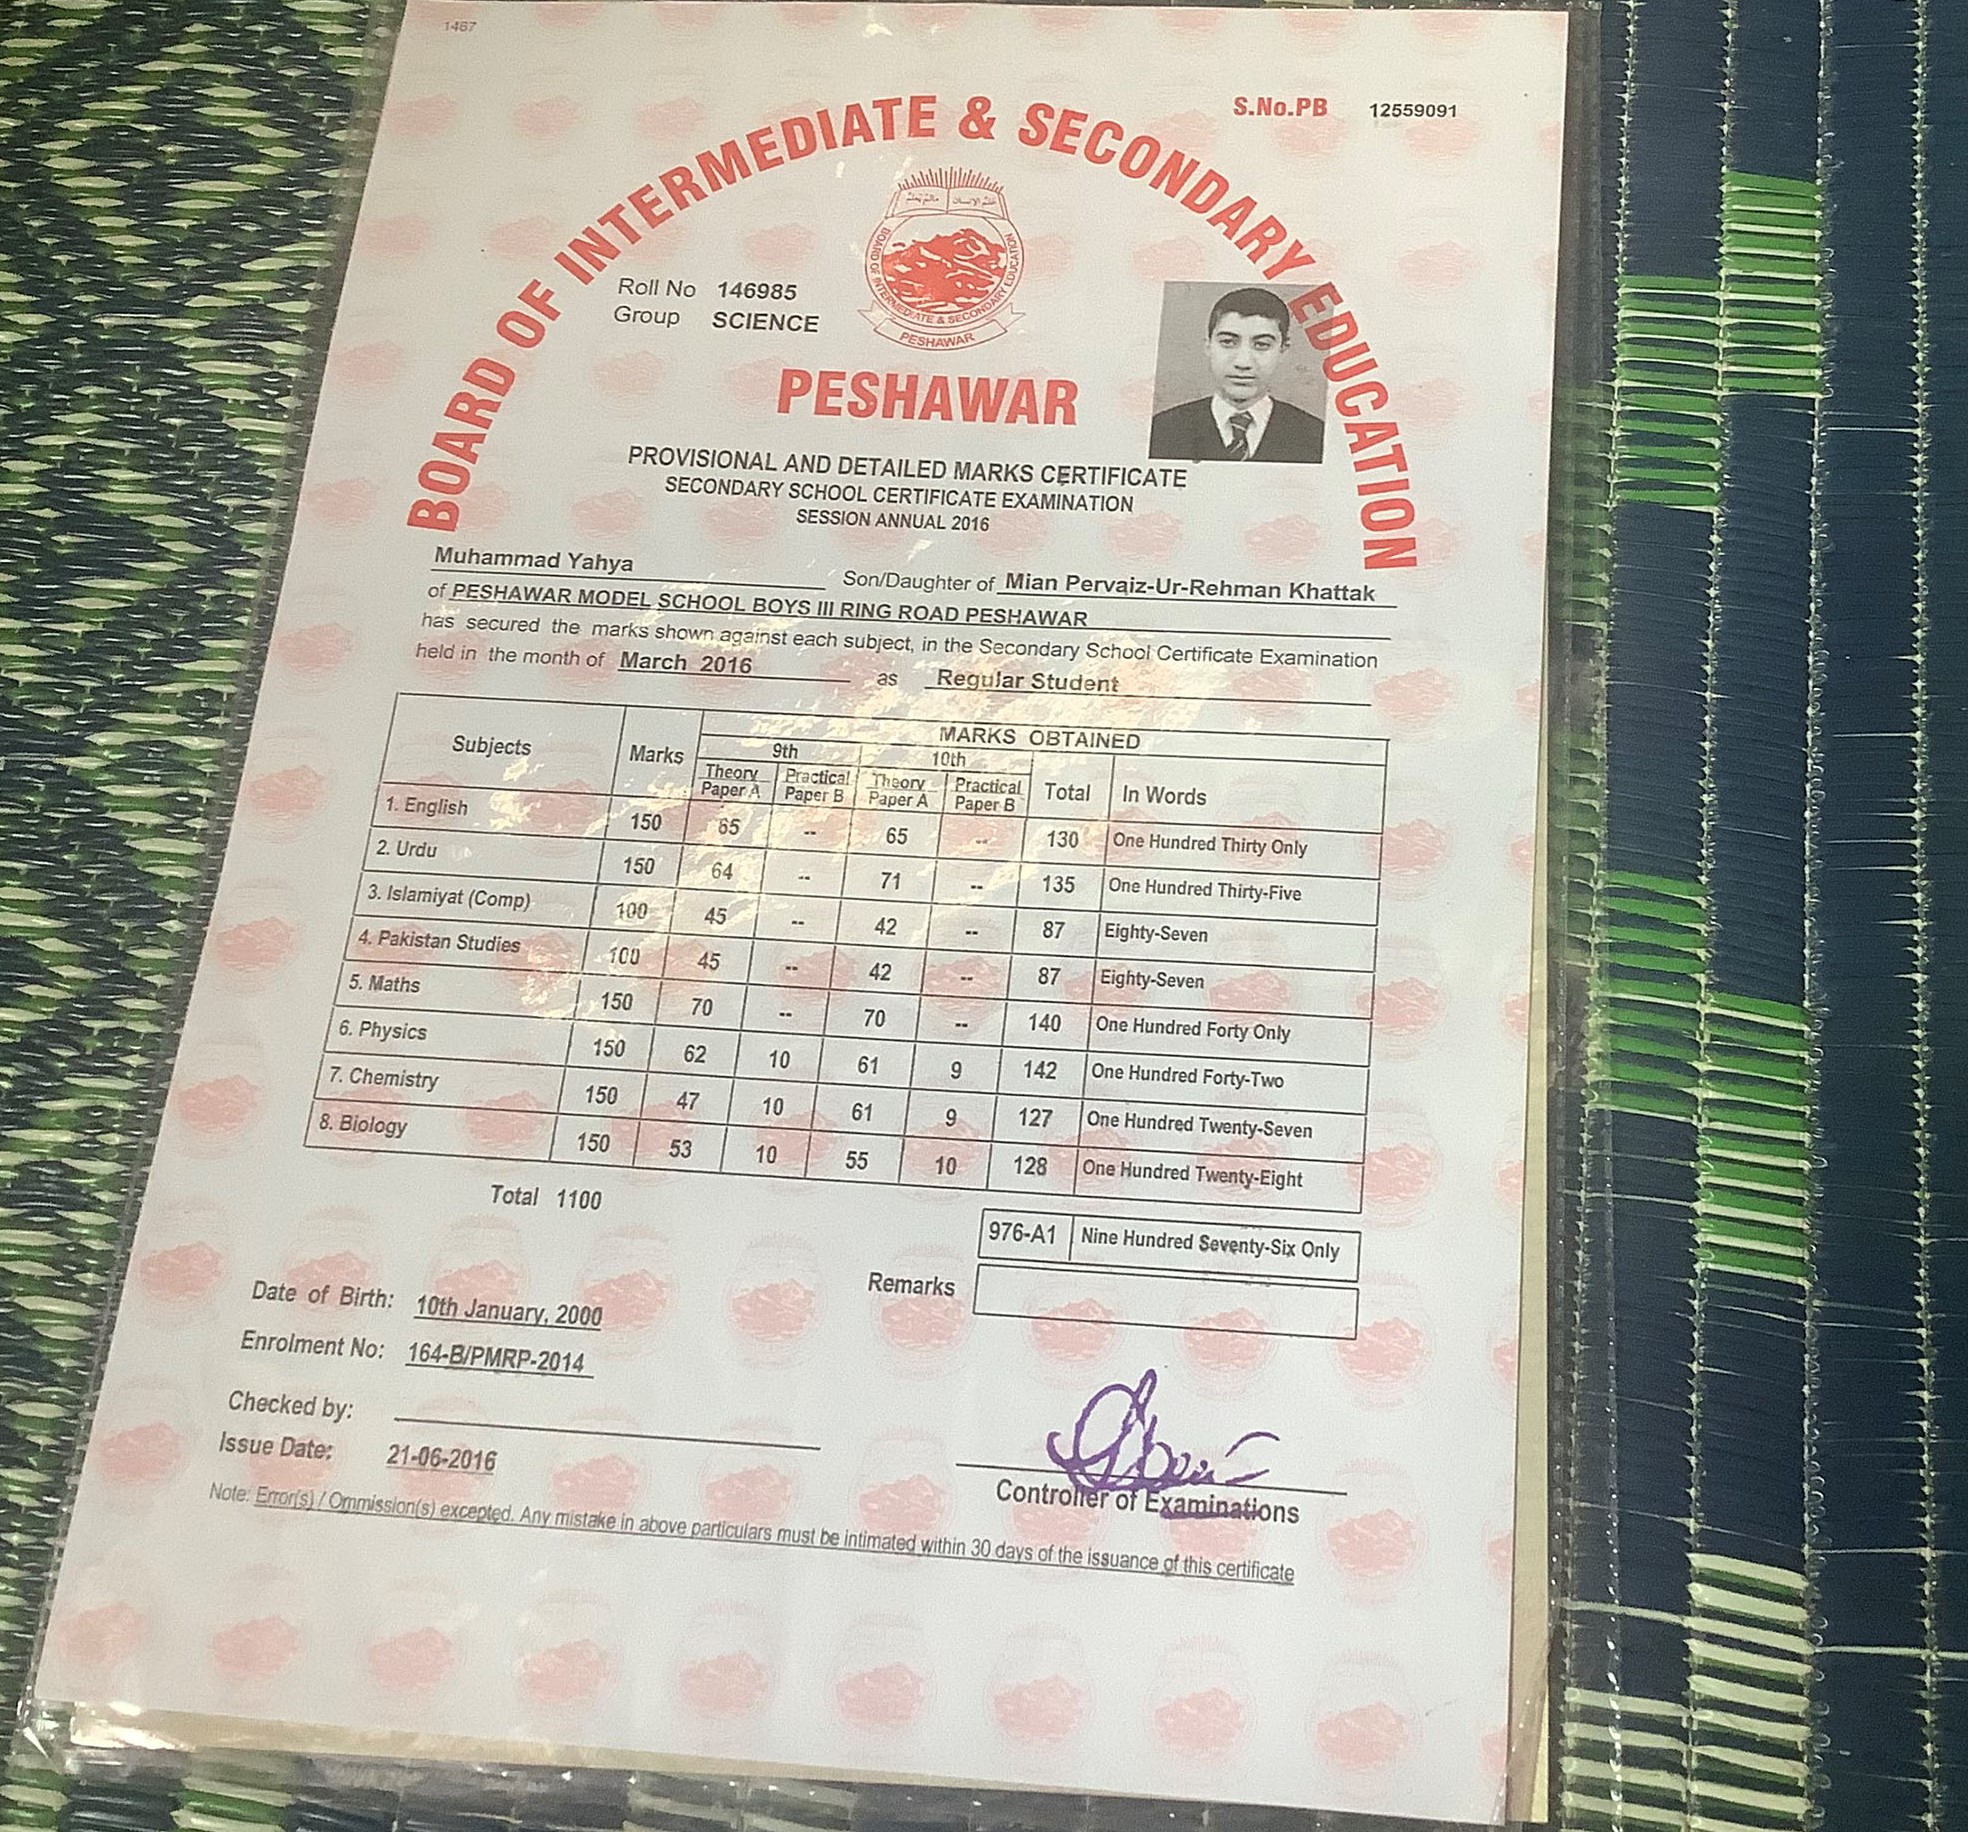 1467
S.No.PB 12559091
BOARD OF INTERMEDIATE & SECONDARY EDUCATION
BOARD OF INTERMEDIATE & SECONDARY EDUCATION
PESHAWAR
Roll No 146985
Group SCIENCE
PESHAWAR
PROVISIONAL AND DETAILED MARKS CERTIFICATE
SECONDARY SCHOOL CERTIFICATE EXAMINATION
SESSION ANNUAL 2016
Muhammad Yahya Son/Daughter of Mian Pervaiz-Ur-Rehman Khattak
of PESHAWAR MODEL SCHOOL BOYS III RING ROAD PESHAWAR
has secured the marks shown against each subject, in the Secondary School Certificate Examination
held in the month of March 2016 as Regular Student
Subjects Marks MARKS OBTAINED
9th 10th Total In Words
Theory Practical Theory Practical
Paper A Paper B Paper A Paper B
1. English 150 65 -- 65 -- 130 One Hundred Thirty Only
2. Urdu 150 64 -- 71 -- 135 One Hundred Thirty-Five
3. Islamiyat (Comp) 100 45 -- 42 -- 87 Eighty-Seven
4. Pakistan Studies 100 45 -- 42 -- 87 Eighty-Seven
5. Maths 150 70 -- 70 -- 140 One Hundred Forty Only
6. Physics 150 62 10 61 9 142 One Hundred Forty-Two
7. Chemistry 150 47 10 61 9 127 One Hundred Twenty-Seven
8. Biology 150 53 10 55 10 128 One Hundred Twenty-Eight
Total 1100
976-A1 Nine Hundred Seventy-Six Only
Remarks
Date of Birth: 10th January, 2000
Enrolment No: 164-B/PMRP-2014
Checked by:
Issue Date: 21-06-2016
Controller of Examinations
Note: Error(s) / Ommission(s) excepted. Any mistake in above particulars must be intimated within 30 days of the issuance of this certificate